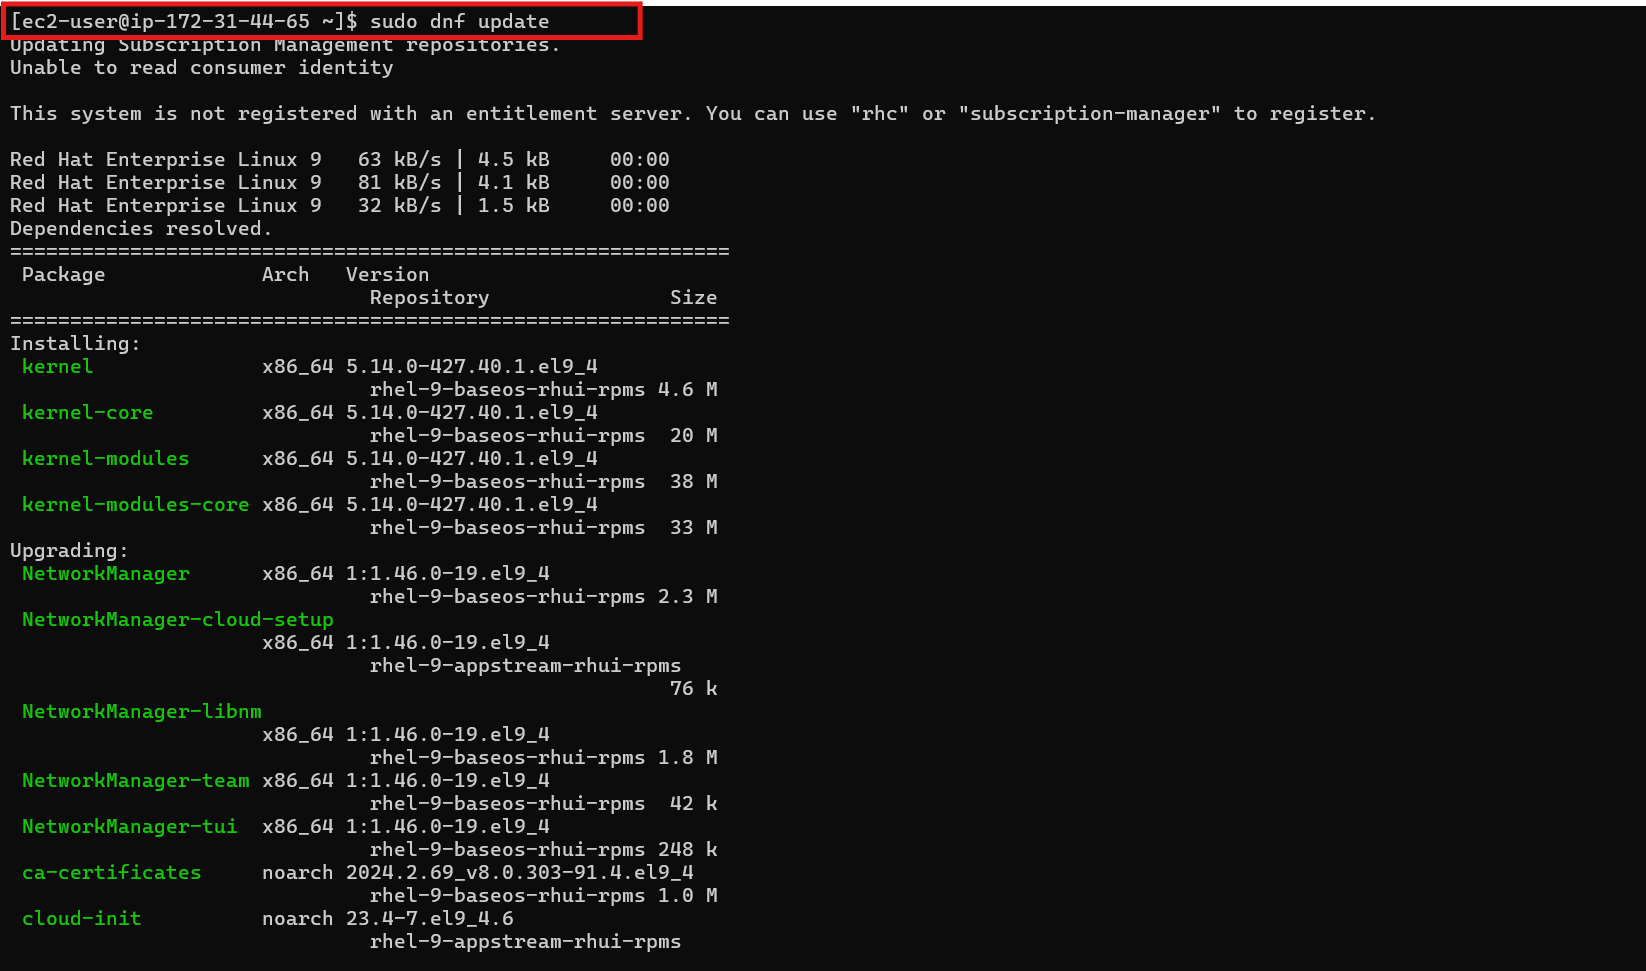 [ec2-user@ip-172-31-44-65 ~]$ sudo dnf update
Updating Subscription Management repositories.
Unable to read consumer identity
This system is not registered with an entitlement server. You can use "rhc" or "subscription-manager" to register.
Red Hat Enterprise Linux 9   63 kB/s | 4.5 kB     00:00
Red Hat Enterprise Linux 9   81 kB/s | 4.1 kB     00:00
Red Hat Enterprise Linux 9   32 kB/s | 1.5 kB     00:00
Dependencies resolved.
============================================================
 Package             Arch   Version
                              Repository               Size
============================================================
Installing:
 kernel              x86_64 5.14.0-427.40.1.el9_4
                              rhel-9-baseos-rhui-rpms 4.6 M
 kernel-core         x86_64 5.14.0-427.40.1.el9_4
                              rhel-9-baseos-rhui-rpms  20 M
 kernel-modules      x86_64 5.14.0-427.40.1.el9_4
                              rhel-9-baseos-rhui-rpms  38 M
 kernel-modules-core x86_64 5.14.0-427.40.1.el9_4
                              rhel-9-baseos-rhui-rpms  33 M
Upgrading:
 NetworkManager      x86_64 1:1.46.0-19.el9_4
                              rhel-9-baseos-rhui-rpms 2.3 M
 NetworkManager-cloud-setup
                     x86_64 1:1.46.0-19.el9_4
                              rhel-9-appstream-rhui-rpms
                                                       76 k
 NetworkManager-libnm
                     x86_64 1:1.46.0-19.el9_4
                              rhel-9-baseos-rhui-rpms 1.8 M
 NetworkManager-team x86_64 1:1.46.0-19.el9_4
                              rhel-9-baseos-rhui-rpms  42 k
 NetworkManager-tui  x86_64 1:1.46.0-19.el9_4
                              rhel-9-baseos-rhui-rpms 248 k
 ca-certificates     noarch 2024.2.69_v8.0.303-91.4.el9_4
                              rhel-9-baseos-rhui-rpms 1.0 M
 cloud-init          noarch 23.4-7.el9_4.6
                              rhel-9-appstream-rhui-rpms